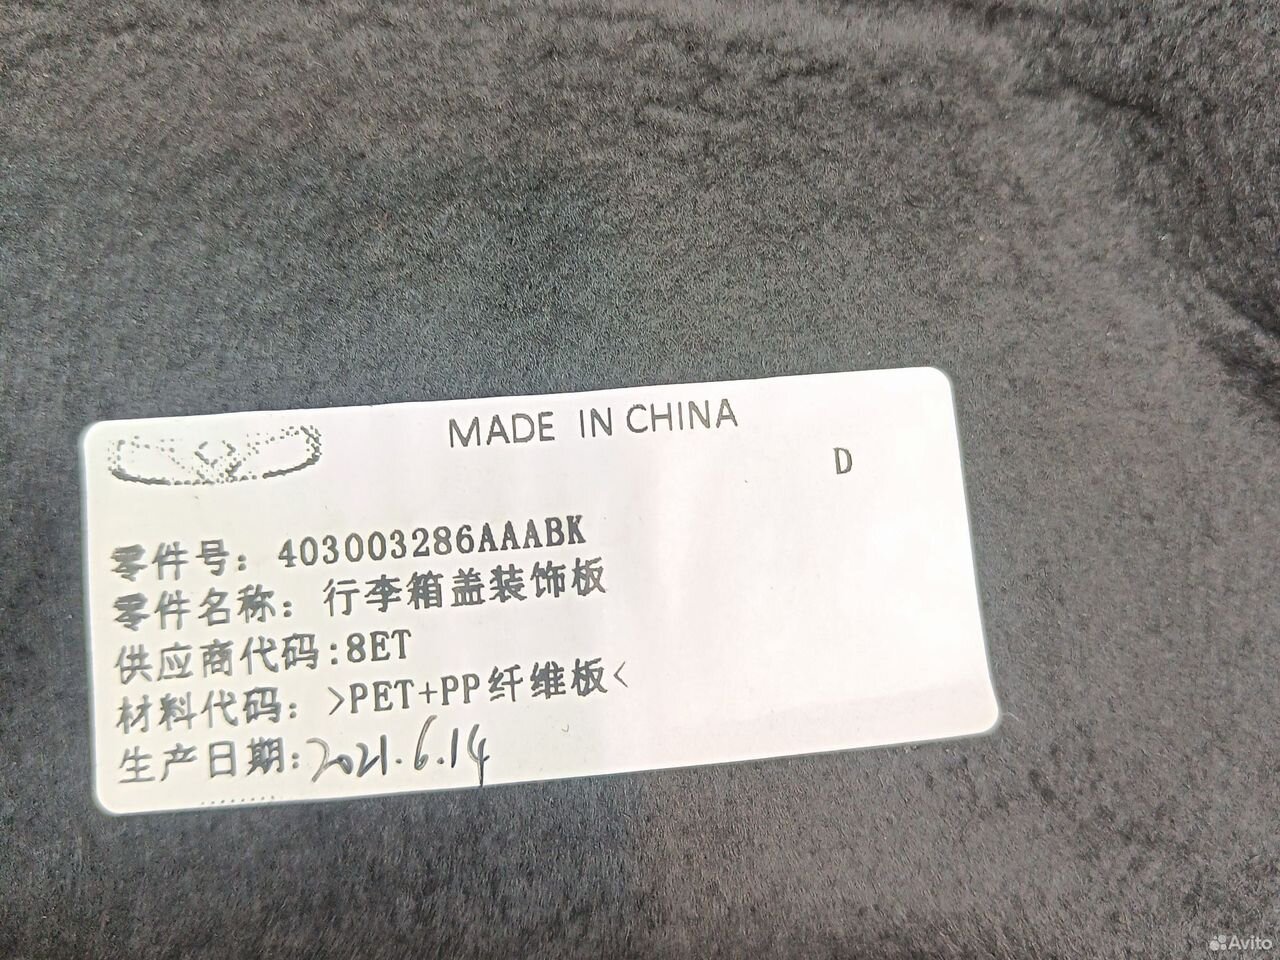 MADE IN CHINA
D
零件号: 403003286AAABK
零件名称: 行李箱盖装饰板
供应商代码:8ET
材料代码: >PET+PP纤维板<
生产日期:2021.6.14
Avito